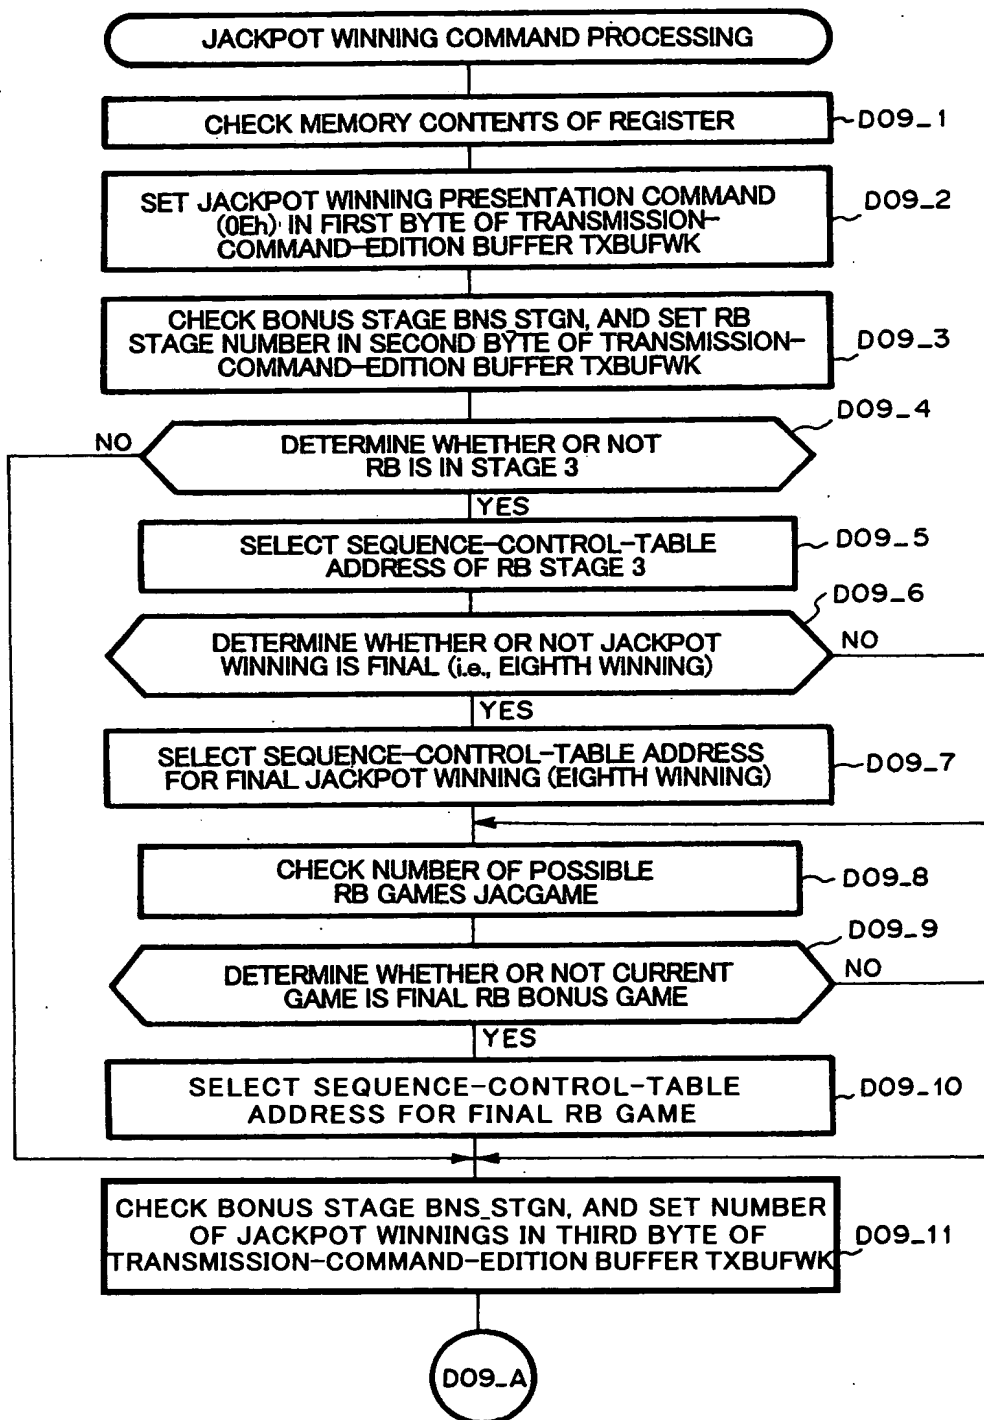 JACKPOT WINNING COMMAND PROCESSING
CHECK MEMORY CONTENTS OF REGISTER
D09_1
SET JACKPOT WINNING PRESENTATION COMMAND
(0Eh) IN FIRST BYTE OF TRANSMISSION-
COMMAND-EDITION BUFFER TXBUFWK
D09_2
CHECK BONUS STAGE BNS_STGN, AND SET RB
STAGE NUMBER IN SECOND BYTE OF TRANSMISSION-
COMMAND-EDITION BUFFER TXBUFWK
D09_3
D09_4
NO
DETERMINE WHETHER OR NOT
RB IS IN STAGE 3
YES
SELECT SEQUENCE-CONTROL-TABLE
ADDRESS OF RB STAGE 3
D09_5
D09_6
DETERMINE WHETHER OR NOT JACKPOT
WINNING IS FINAL (i.e., EIGHTH WINNING)
NO
YES
SELECT SEQUENCE-CONTROL-TABLE ADDRESS
FOR FINAL JACKPOT WINNING (EIGHTH WINNING)
D09_7
CHECK NUMBER OF POSSIBLE
RB GAMES JACGAME
D09_8
D09_9
DETERMINE WHETHER OR NOT CURRENT
GAME IS FINAL RB BONUS GAME
NO
YES
SELECT SEQUENCE-CONTROL-TABLE
ADDRESS FOR FINAL RB GAME
D09_10
CHECK BONUS STAGE BNS_STGN, AND SET NUMBER
OF JACKPOT WINNINGS IN THIRD BYTE OF
TRANSMISSION-COMMAND-EDITION BUFFER TXBUFWK
D09_11
D09_A